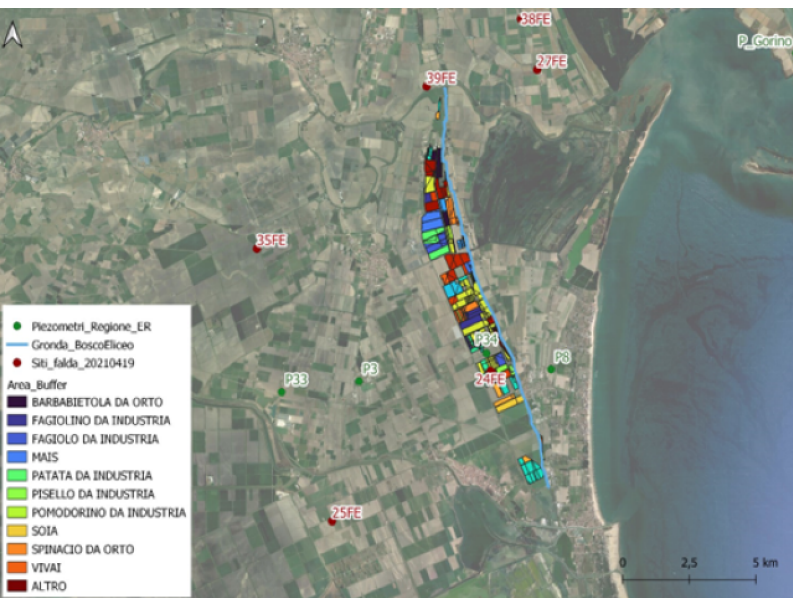 38FE
P_Gorino
27FE
39FE
35FE
P34
P8
P3
P33
24FE
25FE
Piezometri_Regione_ER
Gronda_BoscoEliceo
Siti_falda_20210419
Area_Buffer
BARBABIETOLA DA ORTO
FAGIOLINO DA INDUSTRIA
FAGIOLO DA INDUSTRIA
MAIS
PATATA DA INDUSTRIA
PISELLO DA INDUSTRIA
POMODORINO DA INDUSTRIA
SOIA
SPINACIO DA ORTO
VIVAI
ALTRO
0 2,5 5 km